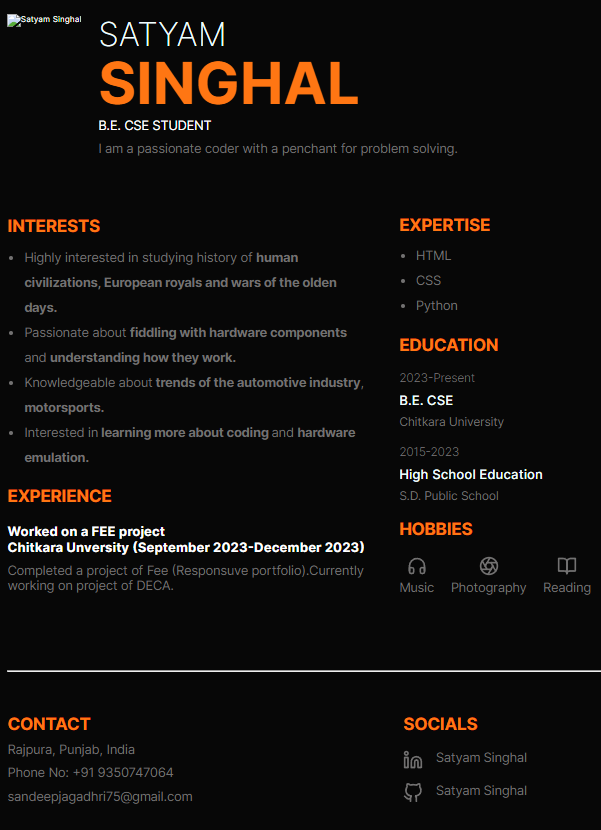 Satyam Singhal
SATYAM
SINGHAL
B.E. CSE STUDENT
I am a passionate coder with a penchant for problem solving.
INTERESTS
• Highly interested in studying history of human
civilizations, European royals and wars of the olden
days.
• Passionate about fiddling with hardware components
and understanding how they work.
• Knowledgeable about trends of the automotive industry,
motorsports.
• Interested in learning more about coding and hardware
emulation.
EXPERIENCE
Worked on a FEE project
Chitkara Unversity (September 2023-December 2023)
Completed a project of Fee (Responsuve portfolio).Currently
working on project of DECA.
EXPERTISE
• HTML
• CSS
• Python
EDUCATION
2023-Present
B.E. CSE
Chitkara University
2015-2023
High School Education
S.D. Public School
HOBBIES
Music Photography Reading
CONTACT
Rajpura, Punjab, India
Phone No: +91 9350747064
sandeepjagadhri75@gmail.com
SOCIALS
Satyam Singhal
Satyam Singhal